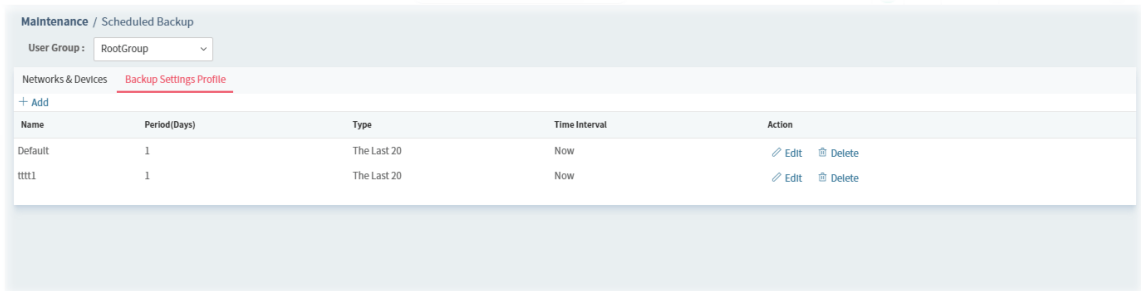 Maintenance / Scheduled Backup
User Group : RootGroup
Networks & Devices Backup Settings Profile
+ Add
Name Period(Days) Type Time Interval Action
Default 1 The Last 20 Now Edit Delete
tttt1 1 The Last 20 Now Edit Delete